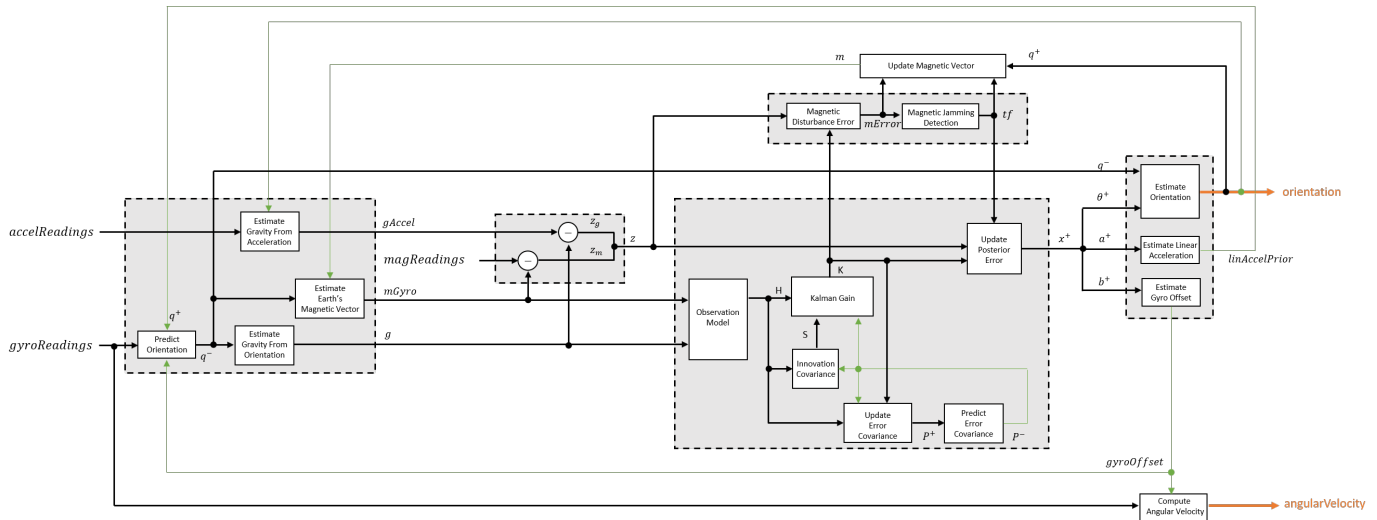 m
Update Magnetic Vector
q⁺
Estimate
Gravity From
Acceleration
accelReadings
gAccel
Magnetic
Disturbance Error
mError
Magnetic Jamming
Detection
tf
q⁻
Estimate
Orientation
orientation
θ⁺
z_g
z_m
−
−
z
magReadings
Update
Posterior
Error
x⁺
a⁺
Estimate Linear
Acceleration
linAccelPrior
b⁺
Estimate
Gyro Offset
Estimate
Earth's
Magnetic Vector
mGyro
q⁺
Predict
Orientation
gyroReadings
q⁻
Estimate
Gravity From
Orientation
g
Observation
Model
H
K
Kalman Gain
S
Innovation
Covariance
Update
Error
Covariance
P⁺
Predict
Error
Covariance
P⁻
gyroOffset
Compute
Angular Velocity
angularVelocity